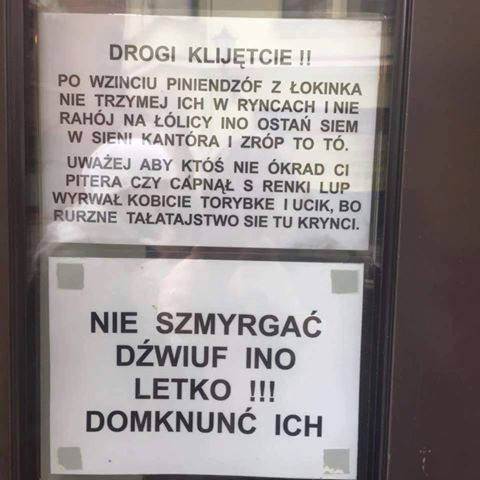 DROGI KLIJĘTCIE !!
PO WZINCIU PINIENDZÓF Z ŁOKINKA
NIE TRZYMEJ ICH W RYNCACH I NIE
RAHÓJ NA ŁÓLICY INO OSTAŃ SIEM
W SIENI KANTÓRA I ZRÓP TO TÓ.
UWAŻEJ ABY KTÓŚ NIE ÓKRAD CI
PITERA CZY CAPNĄŁ S RENKI LUP
WYRWAŁ KOBICIE TORYBKE I UCIK, BO
RURZNE TAŁATAJSTWO SIE TU KRYNCI.
NIE SZMYRGAĆ
DŹWIUF INO
LETKO !!!
DOMKNUNĆ ICH